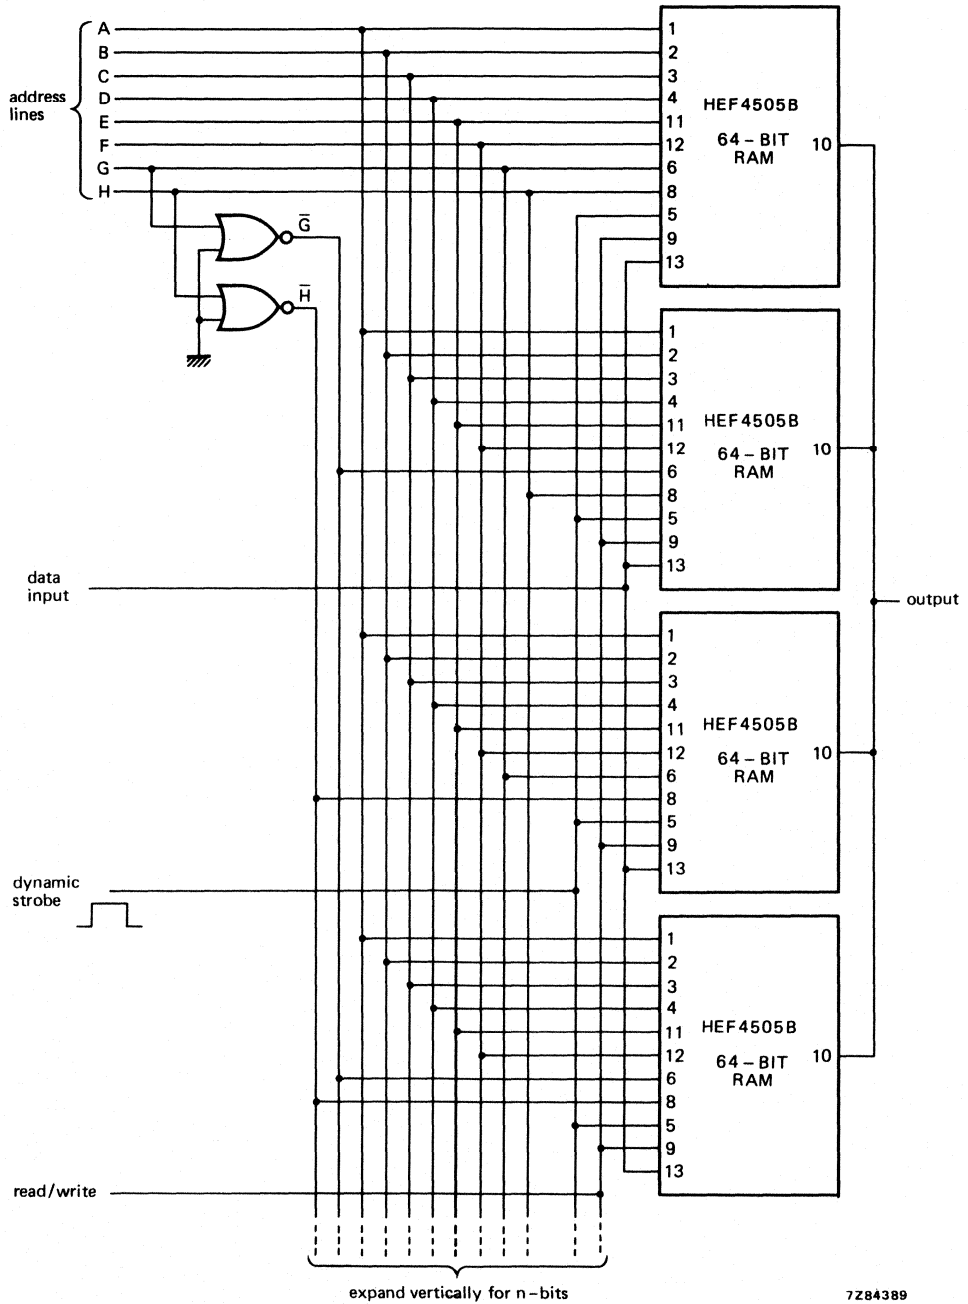 A
B
C
D
E
F
G
H
address
lines
1
2
3
4
11
12
6
8
5
9
13
HEF4505B
64-BIT
RAM
10
G̅
H̅
1
2
3
4
11
12
6
8
5
9
13
HEF4505B
64-BIT
RAM
10
data
input
output
1
2
3
4
11
12
6
8
5
9
13
HEF4505B
64-BIT
RAM
10
dynamic
strobe
1
2
3
4
11
12
6
8
5
9
13
HEF4505B
64-BIT
RAM
10
read/write
expand vertically for n-bits
7Z84389